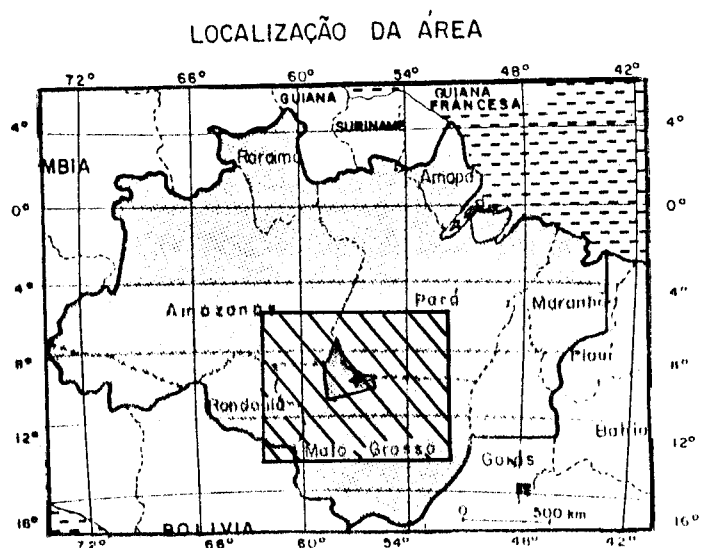 LOCALIZAÇÃO DA ÁREA
72° 66° 60° 54° 48° 42°
GUIANA
GUIANA
FRANCESA
SURINAME
4° 4°
Roraima
MBIA
Amapá
0° 0°
4° 4°
Amazonas Pará Maranhão
Piauí
8° 8°
Rondônia
Bahia
12° 12°
Mato Grosso Goiás
0 500 km
16° 16°
BOLIVIA
72° 66° 60° 54° 48° 42°